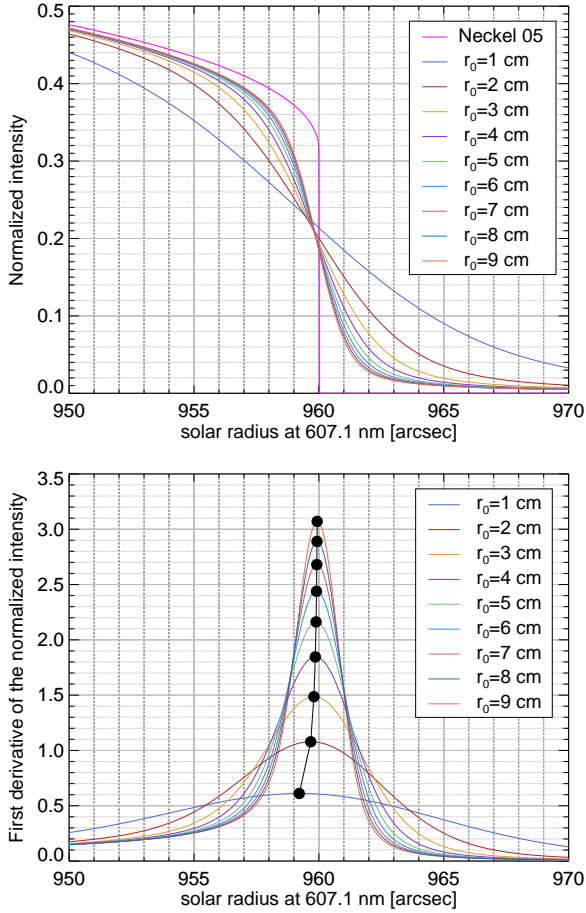 Normalized intensity
0.5
0.4
0.3
0.2
0.1
0.0
Neckel 05
r₀=1 cm
r₀=2 cm
r₀=3 cm
r₀=4 cm
r₀=5 cm
r₀=6 cm
r₀=7 cm
r₀=8 cm
r₀=9 cm
950 955 960 965 970
solar radius at 607.1 nm [arcsec]
First derivative of the normalized intensity
3.5
3.0
2.5
2.0
1.5
1.0
0.5
0.0
r₀=1 cm
r₀=2 cm
r₀=3 cm
r₀=4 cm
r₀=5 cm
r₀=6 cm
r₀=7 cm
r₀=8 cm
r₀=9 cm
950 955 960 965 970
solar radius at 607.1 nm [arcsec]